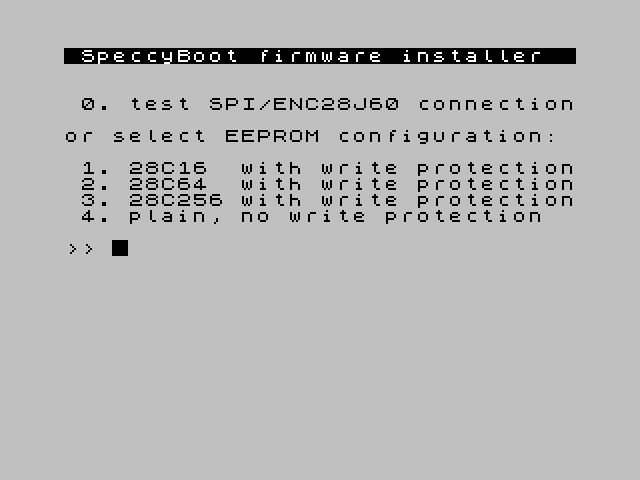 SpeccyBoot firmware installer
0. test SPI/ENC28J60 connection
or select EEPROM configuration:
1. 28C16  with write protection
2. 28C64  with write protection
3. 28C256 with write protection
4. plain, no write protection
>>